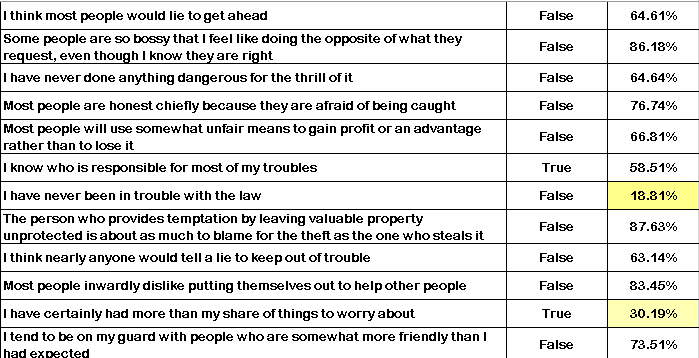 I think most people would lie to get ahead False 64.61%
Some people are so bossy that I feel like doing the opposite of what they
request, even though I know they are right False 86.18%
I have never done anything dangerous for the thrill of it False 64.64%
Most people are honest chiefly because they are afraid of being caught False 76.74%
Most people will use somewhat unfair means to gain profit or an advantage
rather than to lose it False 66.81%
I know who is responsible for most of my troubles True 58.51%
I have never been in trouble with the law False 18.81%
The person who provides temptation by leaving valuable property
unprotected is about as much to blame for the theft as the one who steals it False 87.63%
I think nearly anyone would tell a lie to keep out of trouble False 63.14%
Most people inwardly dislike putting themselves out to help other people False 83.45%
I have certainly had more than my share of things to worry about True 30.19%
I tend to be on my guard with people who are somewhat more friendly than I
had expected False 73.51%